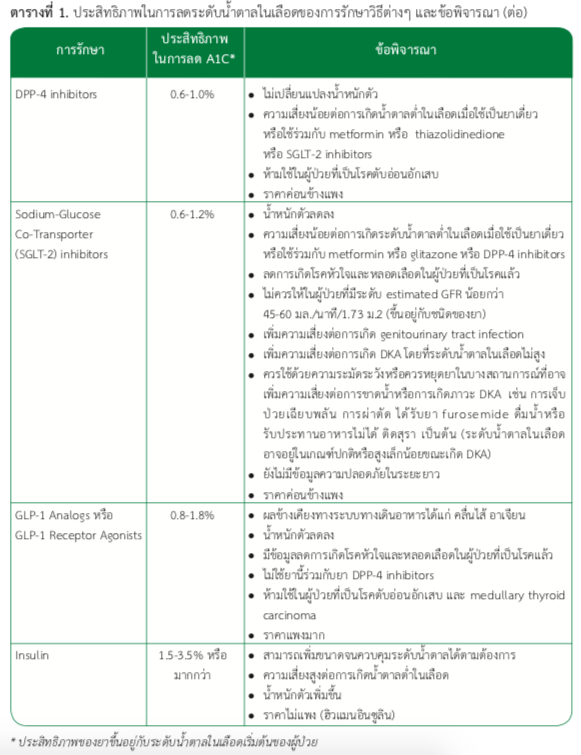 ตารางที่ 1. ประสิทธิภาพในการลดระดับน้ำตาลในเลือดของการรักษาวิธีต่างๆ และข้อพิจารณา (ต่อ)
การรักษา
ประสิทธิภาพ
ในการลด A1C*
ข้อพิจารณา
DPP-4 inhibitors
0.6-1.0%
● ไม่เปลี่ยนแปลงน้ำหนักตัว
● ความเสี่ยงน้อยต่อการเกิดน้ำตาลต่ำในเลือดเมื่อใช้เป็นยาเดี่ยว
หรือใช้ร่วมกับ metformin หรือ thiazolidinedione
หรือ SGLT-2 inhibitors
● ห้ามใช้ในผู้ป่วยที่เป็นโรคตับอ่อนอักเสบ
● ราคาค่อนข้างแพง
Sodium-Glucose
Co-Transporter
(SGLT-2) inhibitors
0.6-1.2%
● น้ำหนักตัวลดลง
● ความเสี่ยงน้อยต่อการเกิดระดับน้ำตาลต่ำในเลือดเมื่อใช้เป็นยาเดี่ยว
หรือใช้ร่วมกับ metformin หรือ glitazone หรือ DPP-4 inhibitors
● ลดการเกิดโรคหัวใจและหลอดเลือดในผู้ป่วยที่เป็นโรคแล้ว
● ไม่ควรให้ในผู้ป่วยที่มีระดับ estimated GFR น้อยกว่า
45-60 มล./นาที/1.73 ม.2 (ขึ้นอยู่กับชนิดของยา)
● เพิ่มความเสี่ยงต่อการเกิด genitourinary tract infection
● เพิ่มความเสี่ยงต่อการเกิด DKA โดยที่ระดับน้ำตาลในเลือดไม่สูง
● ควรใช้ด้วยความระมัดระวังหรือควรหยุดยาในบางสถานการณ์ที่อาจ
เพิ่มความเสี่ยงต่อการขาดน้ำหรือการเกิดภาวะ DKA เช่น การเจ็บ
ป่วยเฉียบพลัน การผ่าตัด ได้รับยา furosemide ดื่มน้ำหรือ
รับประทานอาหารไม่ได้ ติดสุรา เป็นต้น (ระดับน้ำตาลในเลือด
อาจอยู่ในเกณฑ์ปกติหรือสูงเล็กน้อยขณะเกิด DKA)
● ยังไม่มีข้อมูลความปลอดภัยในระยะยาว
● ราคาค่อนข้างแพง
GLP-1 Analogs หรือ
GLP-1 Receptor Agonists
0.8-1.8%
● ผลข้างเคียงทางระบบทางเดินอาหารได้แก่ คลื่นไส้ อาเจียน
● น้ำหนักตัวลดลง
● มีข้อมูลลดการเกิดโรคหัวใจและหลอดเลือดในผู้ป่วยที่เป็นโรคแล้ว
● ไม่ใช้ยานี้ร่วมกับยา DPP-4 inhibitors
● ห้ามใช้ในผู้ป่วยที่เป็นโรคตับอ่อนอักเสบ และ medullary thyroid
carcinoma
● ราคาแพงมาก
Insulin
1.5-3.5% หรือ
มากกว่า
● สามารถเพิ่มขนาดจนควบคุมระดับน้ำตาลได้ตามต้องการ
● ความเสี่ยงสูงต่อการเกิดน้ำตาลต่ำในเลือด
● น้ำหนักตัวเพิ่มขึ้น
● ราคาไม่แพง (ฮิวแมนอินซูลิน)
* ประสิทธิภาพของยาขึ้นอยู่กับระดับน้ำตาลในเลือดเริ่มต้นของผู้ป่วย